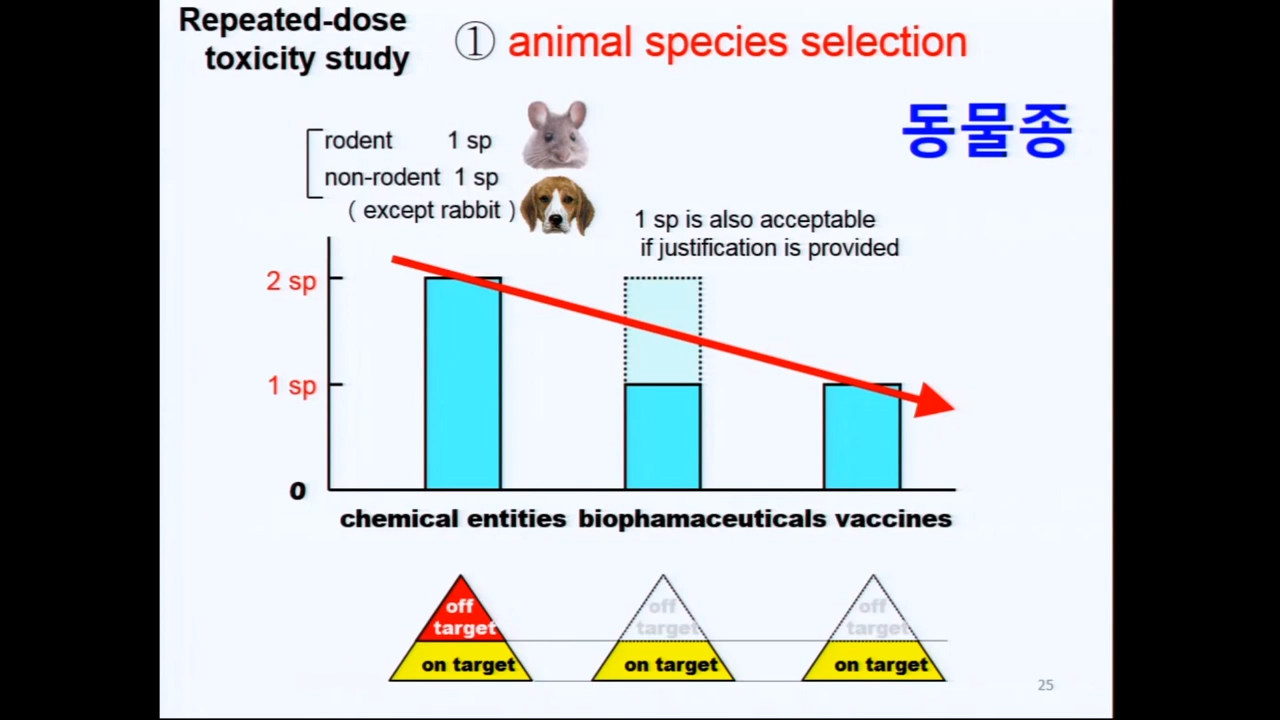 Repeated-dose
toxicity study
① animal species selection
동물종
rodent 1 sp
non-rodent 1 sp
( except rabbit )
1 sp is also acceptable
if justification is provided
2 sp
1 sp
0
chemical entities biophamaceuticals vaccines
off
target
on target
off
target
on target
off
target
on target
25